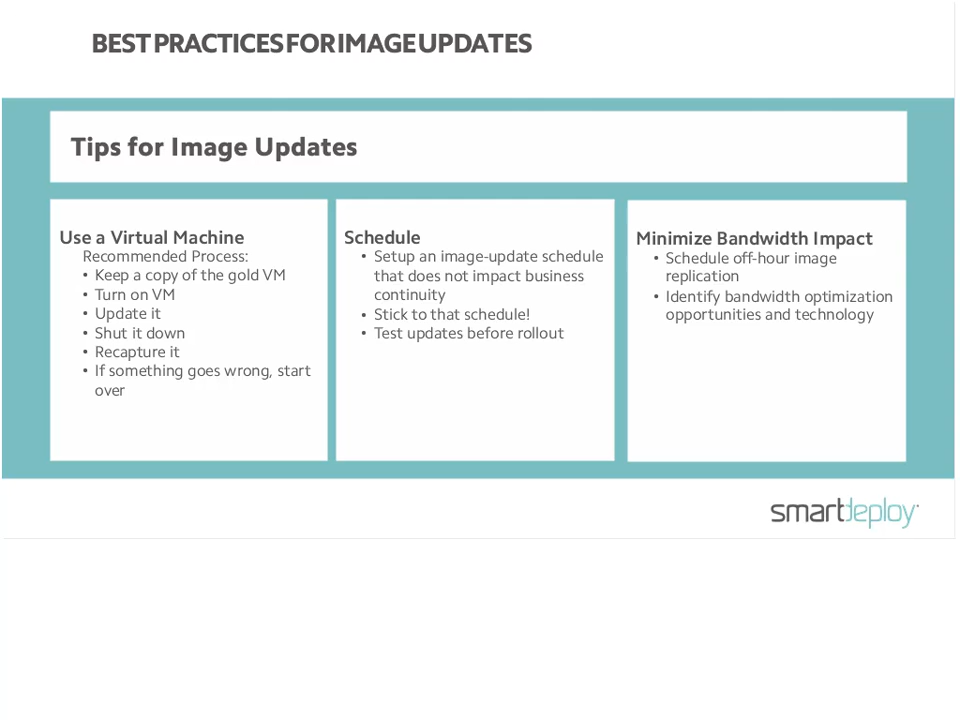 BEST PRACTICES FOR IMAGE UPDATES
Tips for Image Updates
Use a Virtual Machine
Recommended Process:
• Keep a copy of the gold VM
• Turn on VM
• Update it
• Shut it down
• Recapture it
• If something goes wrong, start
over
Schedule
• Setup an image-update schedule
that does not impact business
continuity
• Stick to that schedule!
• Test updates before rollout
Minimize Bandwidth Impact
• Schedule off-hour image
replication
• Identify bandwidth optimization
opportunities and technology
smartdeploy